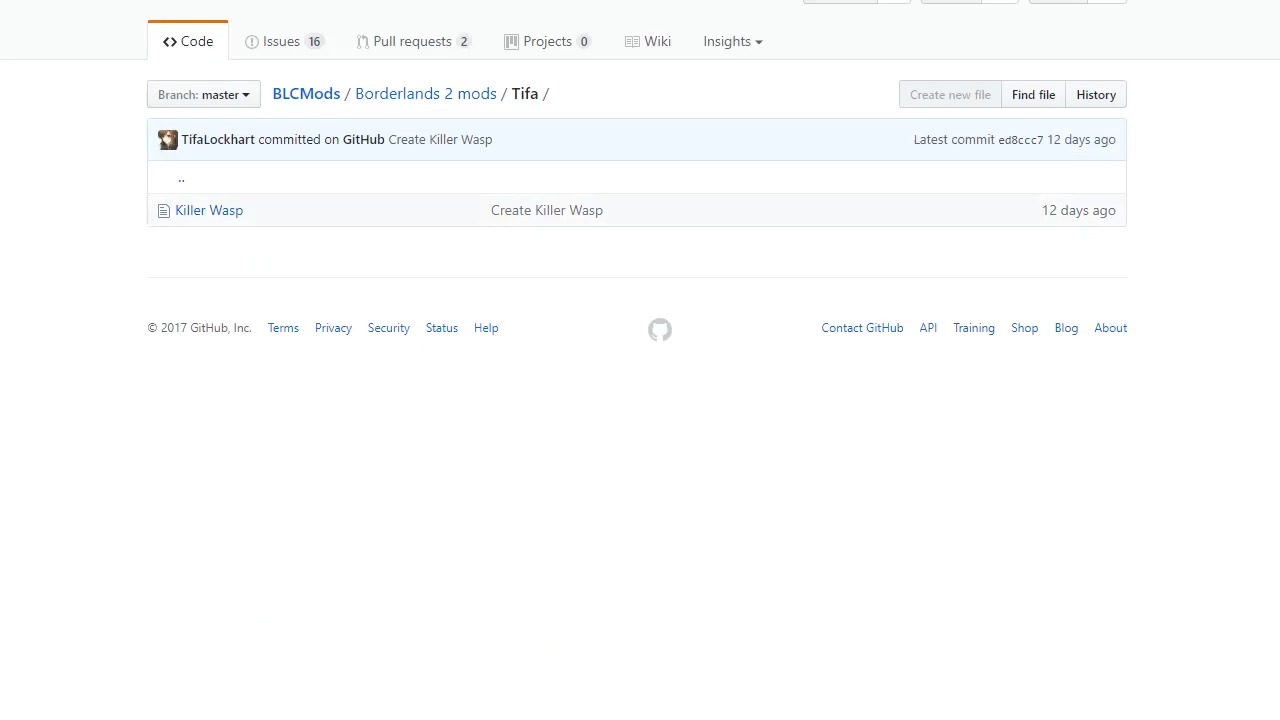 Code Issues 16 Pull requests 2 Projects 0 Wiki Insights
Branch: master BLCMods / Borderlands 2 mods / Tifa / Create new file Find file History
TifaLockhart committed on GitHub Create Killer Wasp Latest commit ed8ccc7 12 days ago
..
Killer Wasp Create Killer Wasp 12 days ago
© 2017 GitHub, Inc. Terms Privacy Security Status Help Contact GitHub API Training Shop Blog About